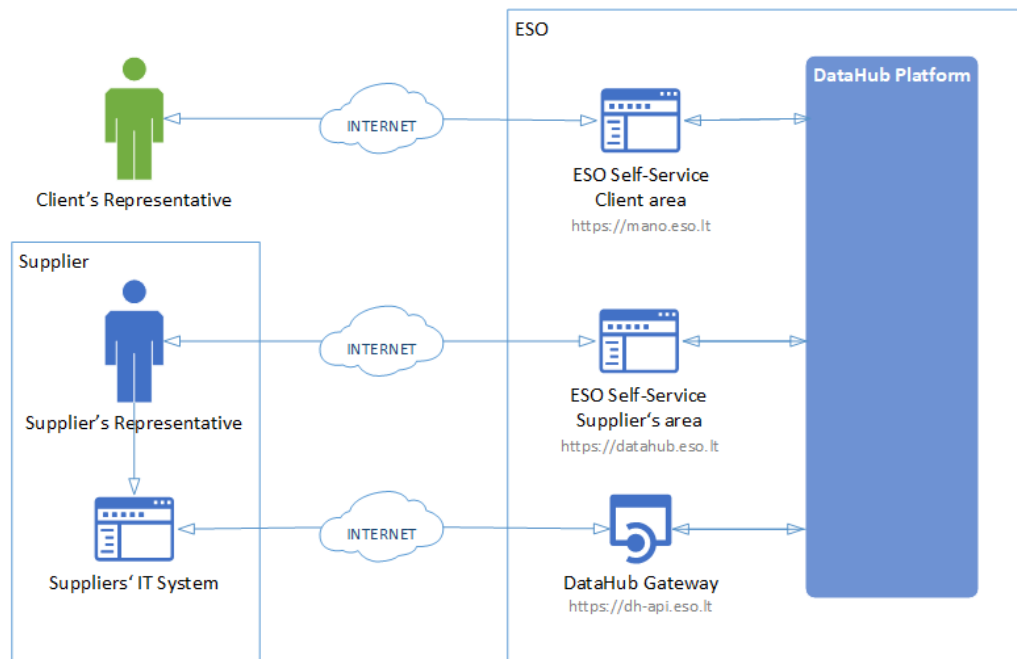 ESO
DataHub Platform
INTERNET
Client's Representative
ESO Self-Service
Client area
https://mano.eso.lt
Supplier
INTERNET
Supplier's Representative
ESO Self-Service
Supplier‘s area
https://datahub.eso.lt
INTERNET
Suppliers‘ IT System
DataHub Gateway
https://dh-api.eso.lt